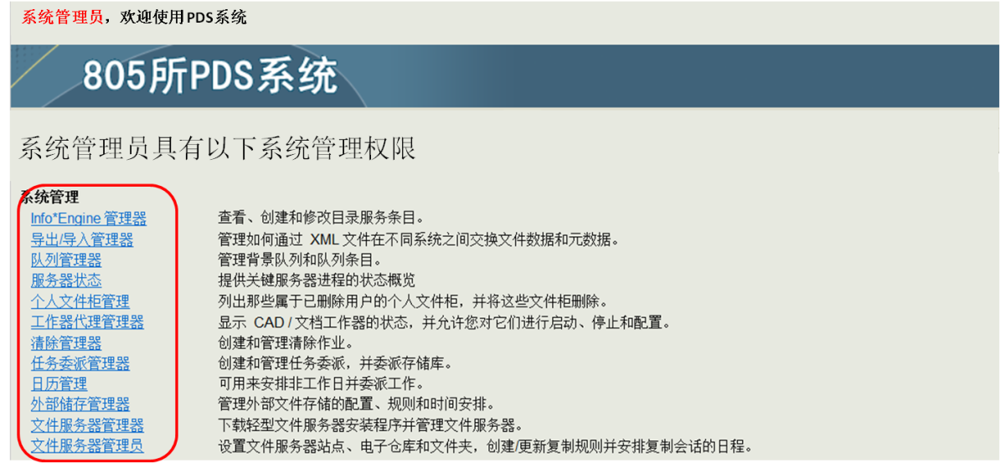 系统管理员，欢迎使用PDS系统
805所PDS系统
系统管理员具有以下系统管理权限
系统管理
Info*Engine 管理器 查看、创建和修改目录服务条目。
导出/导入管理器 管理如何通过 XML 文件在不同系统之间交换文件数据和元数据。
队列管理器 管理背景队列和队列条目。
服务器状态 提供关键服务器进程的状态概览
个人文件柜管理 列出那些属于已删除用户的个人文件柜，并将这些文件柜删除。
工作器代理管理器 显示 CAD / 文档工作器的状态，并允许您对它们进行启动、停止和配置。
清除管理器 创建和管理清除作业。
任务委派管理器 创建和管理任务委派，并委派存储库。
日历管理 可用来安排非工作日并委派工作。
外部储存管理器 管理外部文件存储的配置、规则和时间安排。
文件服务器管理器 下载轻型文件服务器安装程序并管理文件服务器。
文件服务器管理员 设置文件服务器站点、电子仓库和文件夹，创建/更新复制规则并安排复制会话的日程。